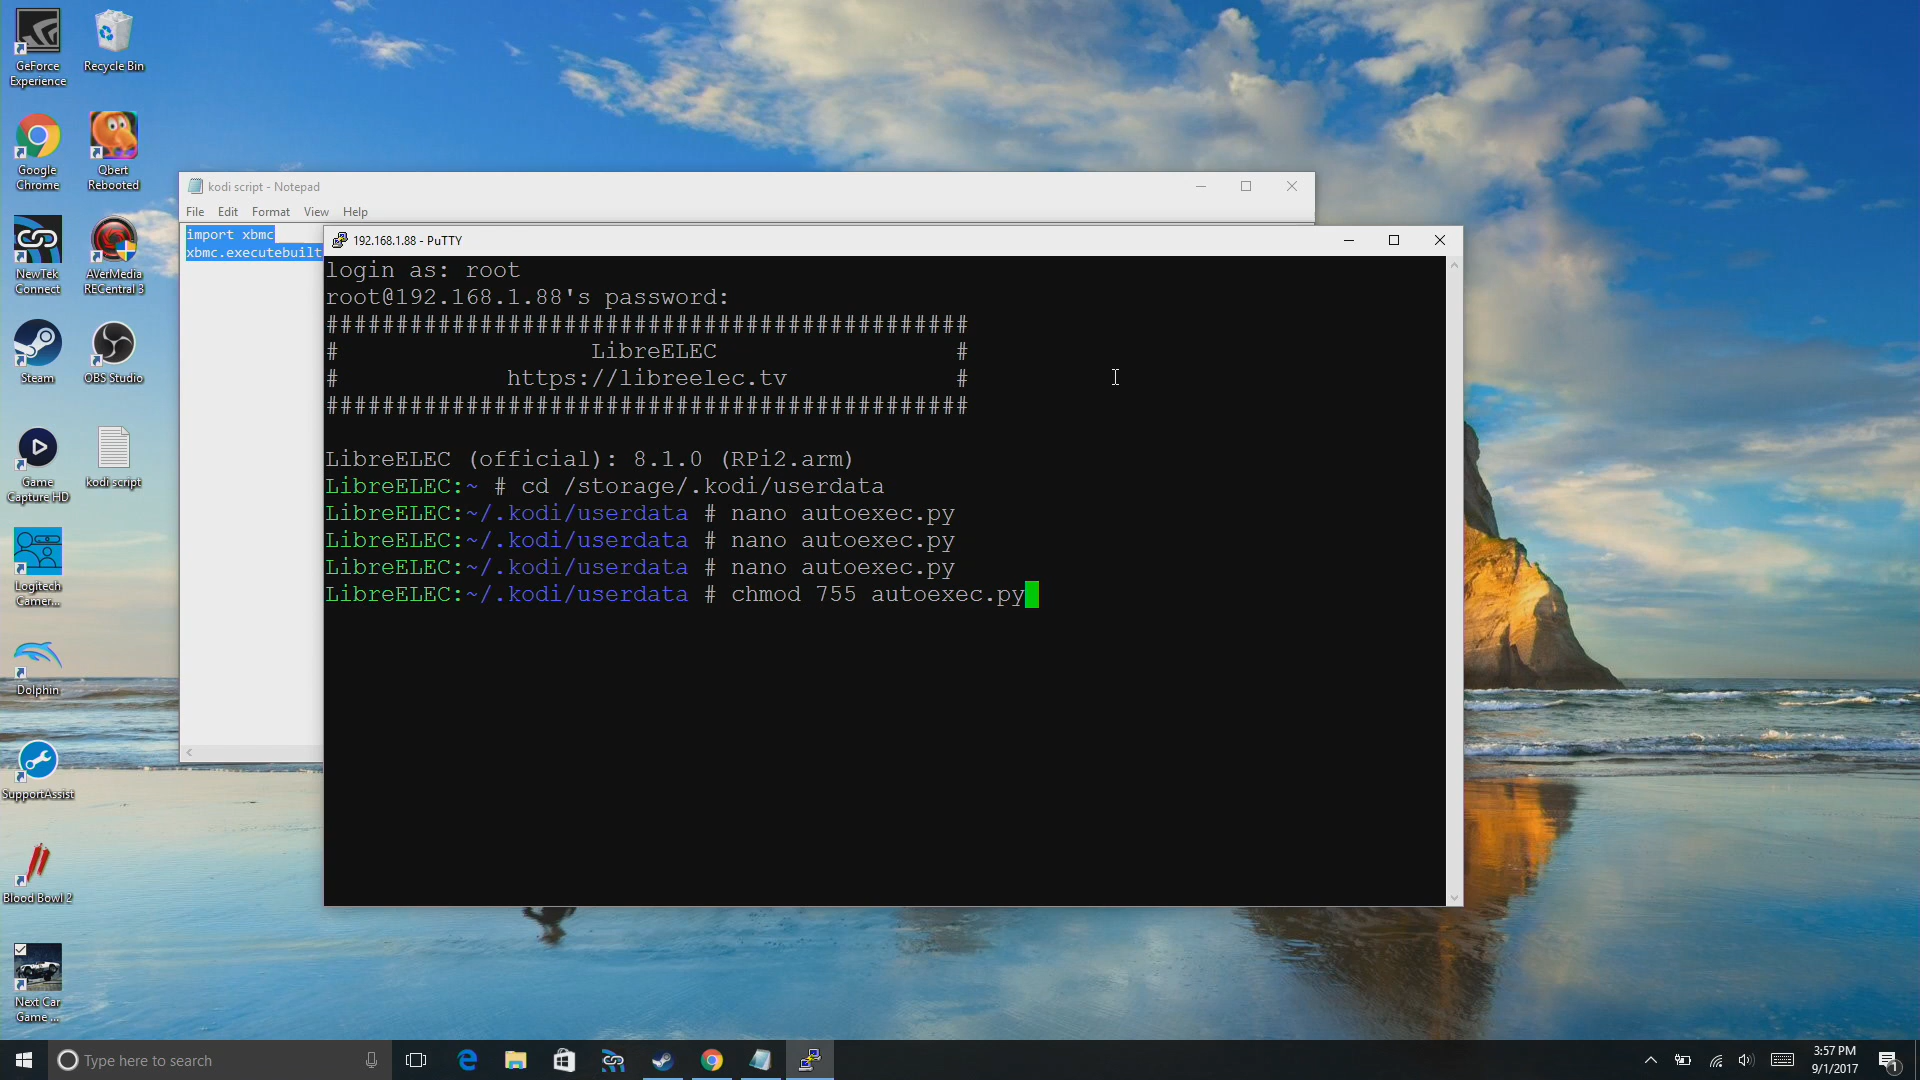 GeForce
Experience
Recycle Bin
Google
Chrome
Qbert
Rebooted
NewTek
Connect
AVerMedia
RECentral 3
Steam
OBS Studio
Game
Capture HD
kodi script
Logitech
Camer...
Dolphin
SupportAssist
Blood Bowl 2
Next Car
Game ...
kodi script - Notepad
File Edit Format View Help
import xbmc
xbmc.executebuilt
192.168.1.88 - PuTTY
login as: root
root@192.168.1.88's password:
##############################################
# LibreELEC #
# https://libreelec.tv #
##############################################
LibreELEC (official): 8.1.0 (RPi2.arm)
LibreELEC:~ # cd /storage/.kodi/userdata
LibreELEC:~/.kodi/userdata # nano autoexec.py
LibreELEC:~/.kodi/userdata # nano autoexec.py
LibreELEC:~/.kodi/userdata # nano autoexec.py
LibreELEC:~/.kodi/userdata # chmod 755 autoexec.py
Type here to search
3:57 PM
9/1/2017
1